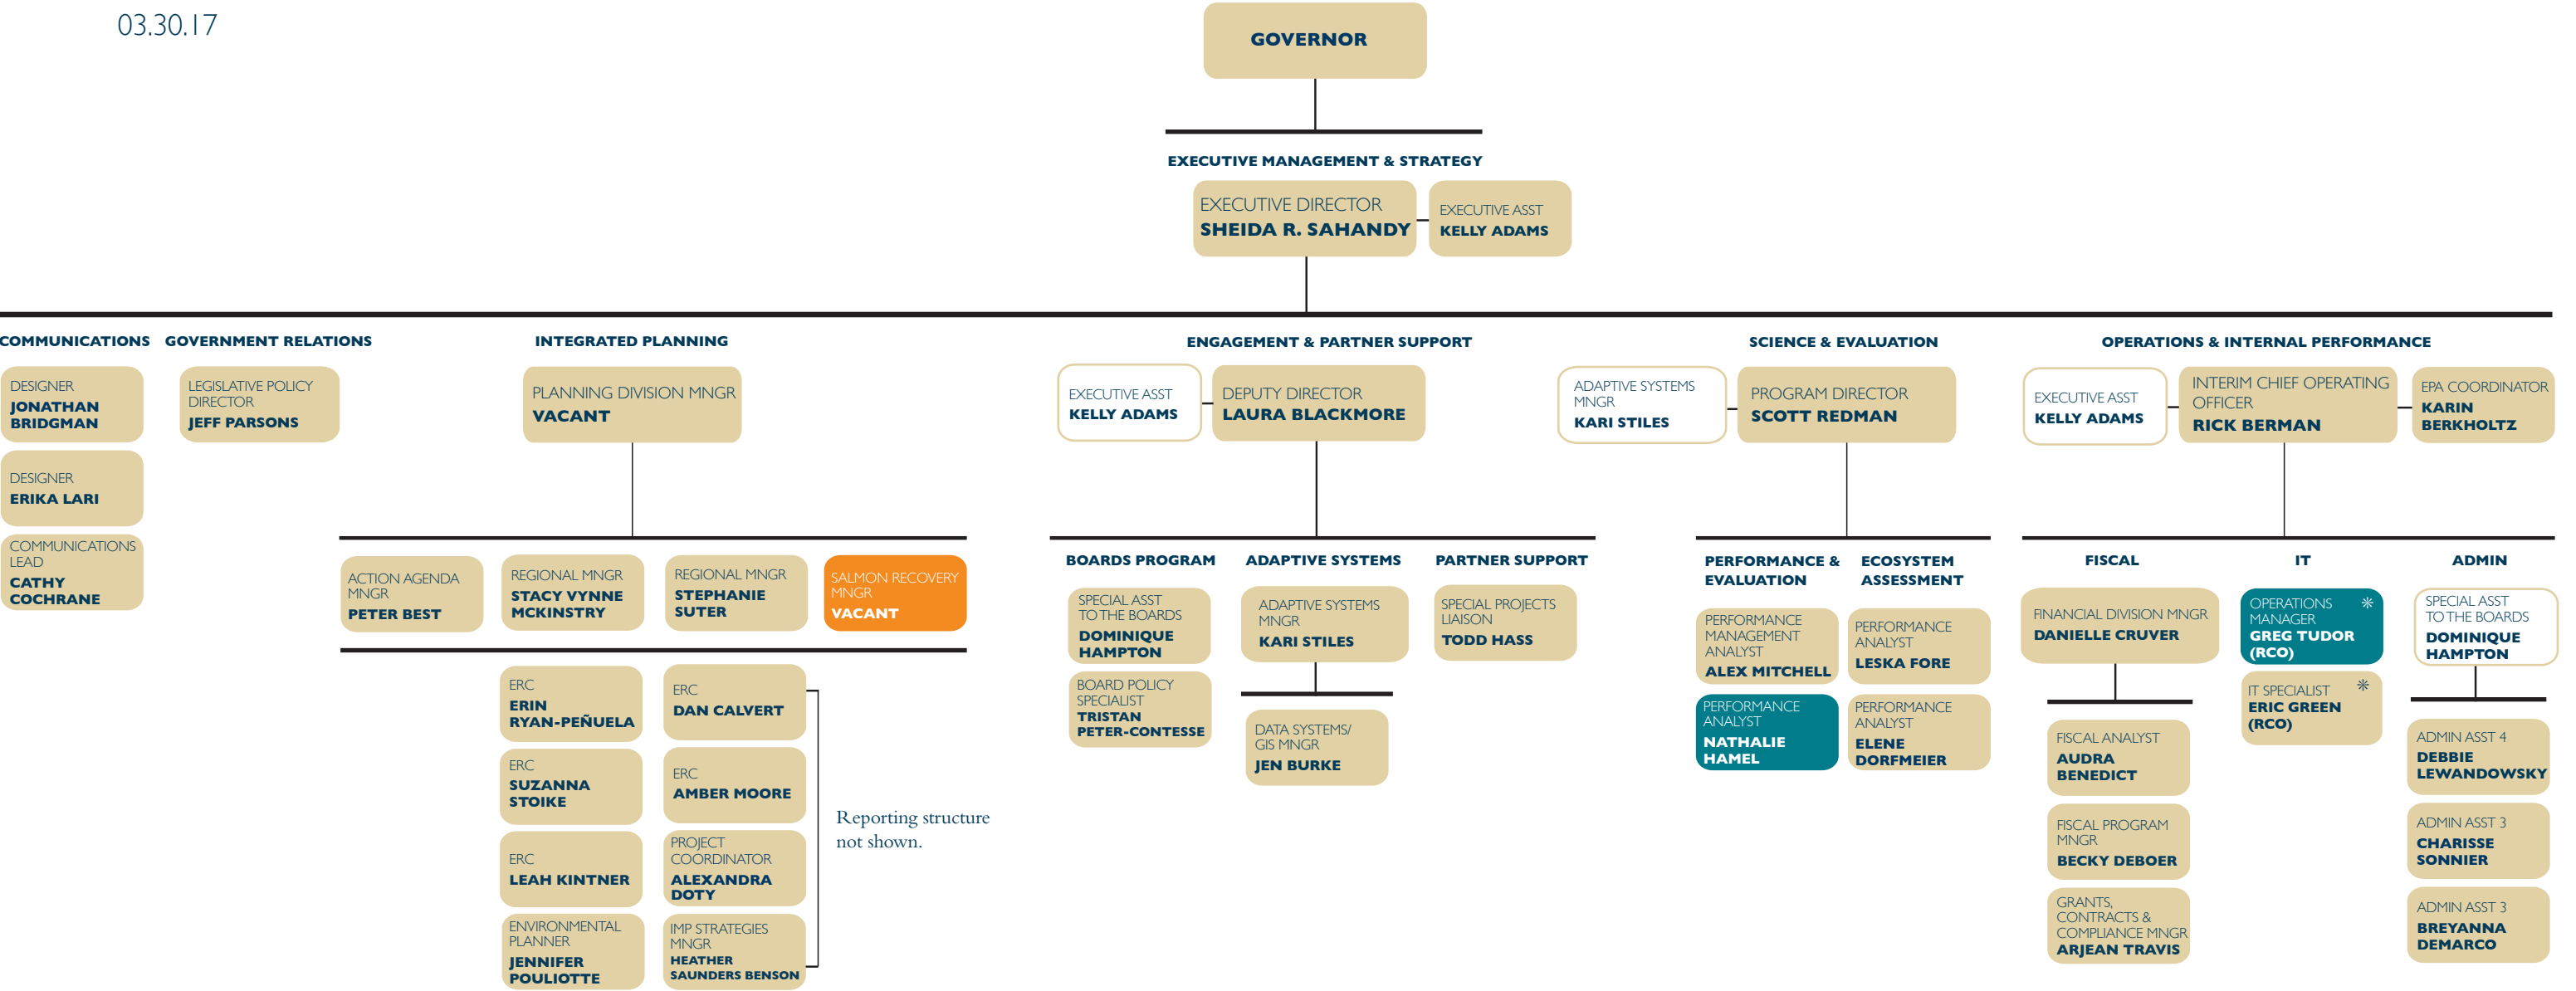 03.30.17
GOVERNOR
EXECUTIVE MANAGEMENT & STRATEGY
EXECUTIVE DIRECTOR
SHEIDA R. SAHANDY
EXECUTIVE ASST
KELLY ADAMS
COMMUNICATIONS
DESIGNER
JONATHAN
BRIDGMAN
DESIGNER
ERIKA LARI
COMMUNICATIONS
LEAD
CATHY
COCHRANE
GOVERNMENT RELATIONS
LEGISLATIVE POLICY
DIRECTOR
JEFF PARSONS
INTEGRATED PLANNING
PLANNING DIVISION MNGR
VACANT
ACTION AGENDA
MNGR
PETER BEST
REGIONAL MNGR
STACY VYNNE
MCKINSTRY
REGIONAL MNGR
STEPHANIE
SUTER
SALMON RECOVERY
MNGR
VACANT
ERC
ERIN
RYAN-PEÑUELA
ERC
SUZANNA
STOIKE
ERC
LEAH KINTNER
ENVIRONMENTAL
PLANNER
JENNIFER
POULIOTTE
ERC
DAN CALVERT
ERC
AMBER MOORE
PROJECT
COORDINATOR
ALEXANDRA
DOTY
IMP STRATEGIES
MNGR
HEATHER
SAUNDERS BENSON
Reporting structure
not shown.
ENGAGEMENT & PARTNER SUPPORT
EXECUTIVE ASST
KELLY ADAMS
DEPUTY DIRECTOR
LAURA BLACKMORE
BOARDS PROGRAM
SPECIAL ASST
TO THE BOARDS
DOMINIQUE
HAMPTON
BOARD POLICY
SPECIALIST
TRISTAN
PETER-CONTESSE
ADAPTIVE SYSTEMS
ADAPTIVE SYSTEMS
MNGR
KARI STILES
DATA SYSTEMS/
GIS MNGR
JEN BURKE
PARTNER SUPPORT
SPECIAL PROJECTS
LIAISON
TODD HASS
SCIENCE & EVALUATION
ADAPTIVE SYSTEMS
MNGR
KARI STILES
PROGRAM DIRECTOR
SCOTT REDMAN
PERFORMANCE &
EVALUATION
PERFORMANCE
MANAGEMENT
ANALYST
ALEX MITCHELL
PERFORMANCE
ANALYST
NATHALIE
HAMEL
ECOSYSTEM
ASSESSMENT
PERFORMANCE
ANALYST
LESKA FORE
PERFORMANCE
ANALYST
ELENE
DORFMEIER
OPERATIONS & INTERNAL PERFORMANCE
EXECUTIVE ASST
KELLY ADAMS
INTERIM CHIEF OPERATING
OFFICER
RICK BERMAN
EPA COORDINATOR
KARIN
BERKHOLTZ
FISCAL
FINANCIAL DIVISION MNGR
DANIELLE CRUVER
FISCAL ANALYST
AUDRA
BENEDICT
FISCAL PROGRAM
MNGR
BECKY DEBOER
GRANTS,
CONTRACTS &
COMPLIANCE MNGR
ARJEAN TRAVIS
IT
OPERATIONS *
MANAGER
GREG TUDOR
(RCO)
IT SPECIALIST *
ERIC GREEN
(RCO)
ADMIN
SPECIAL ASST
TO THE BOARDS
DOMINIQUE
HAMPTON
ADMIN ASST 4
DEBBIE
LEWANDOWSKY
ADMIN ASST 3
CHARISSE
SONNIER
ADMIN ASST 3
BREYANNA
DEMARCO